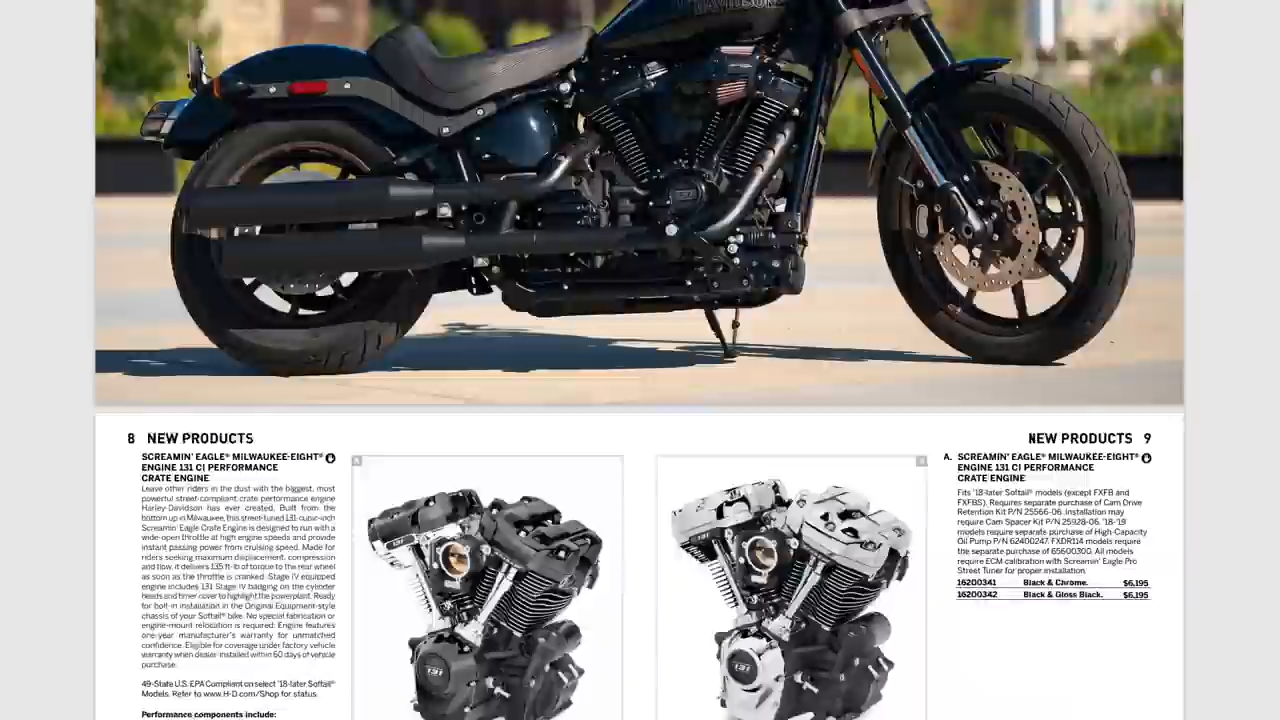 DAVIDSON
8 NEW PRODUCTS
SCREAMIN' EAGLE® MILWAUKEE-EIGHT®
ENGINE 131 CI PERFORMANCE
CRATE ENGINE
Leave other riders in the dust with the biggest, most
powerful street-compliant crate performance engine
Harley-Davidson has ever created. Built from the
bottom up in Milwaukee, this street-tuned 131 cubic-inch
Screamin' Eagle Crate Engine is designed to run with a
wide-open throttle at high engine speeds and provide
instant passing power from cruising speed. Made for
riders seeking maximum displacement, compression
and flow, it delivers 135 ft-lb of torque to the rear wheel
as soon as the throttle is cranked. Stage IV equipped
engine includes 131 Stage IV badging on the cylinder
heads and timer cover to highlight the powerplant. Ready
for bolt-in installation in the Original Equipment-style
chassis of your Softail® bike. No special fabrication or
engine-mount relocation is required. Engine features
one-year manufacturer's warranty for unmatched
confidence. Eligible for coverage under factory vehicle
warranty when dealer-installed within 60 days of vehicle
purchase.
49-State U.S. EPA Compliant on select '18-later Softail®
Models. Refer to www.H-D.com/Shop for status.
Performance components include:
A
131
131
NEW PRODUCTS 9
A. SCREAMIN' EAGLE® MILWAUKEE-EIGHT®
ENGINE 131 CI PERFORMANCE
CRATE ENGINE
Fits '18-later Softail® models (except FXFB and
FXFBS). Requires separate purchase of Cam Drive
Retention Kit P/N 25566-06. Installation may
require Cam Spacer Kit P/N 25928-06. '18-'19
models require separate purchase of High-Capacity
Oil Pump P/N 62400247. FXDR114 models require
the separate purchase of 65600300. All models
require ECM calibration with Screamin' Eagle Pro
Street Tuner for proper installation.
16200341 Black & Chrome. $6,195
16200342 Black & Gloss Black. $6,195